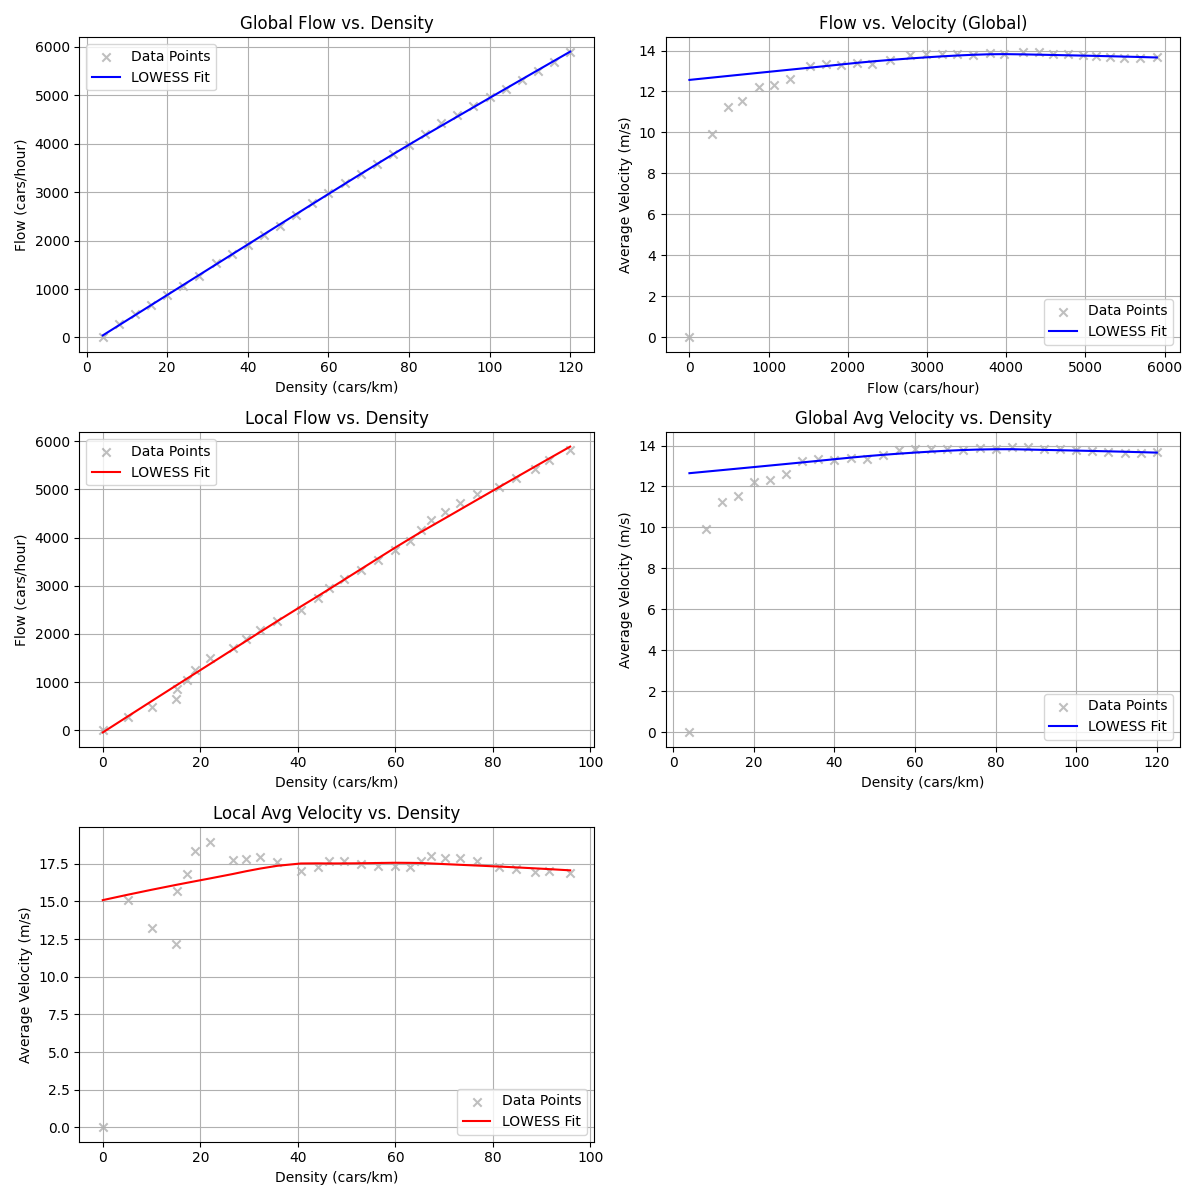 Global Flow vs. Density
Flow (cars/hour)
6000
5000
4000
3000
2000
1000
0
Data Points
LOWESS Fit
0 20 40 60 80 100 120
Density (cars/km)
Flow vs. Velocity (Global)
Average Velocity (m/s)
14
12
10
8
6
4
2
0
Data Points
LOWESS Fit
0 1000 2000 3000 4000 5000 6000
Flow (cars/hour)
Local Flow vs. Density
Flow (cars/hour)
6000
5000
4000
3000
2000
1000
0
Data Points
LOWESS Fit
0 20 40 60 80 100
Density (cars/km)
Global Avg Velocity vs. Density
Average Velocity (m/s)
14
12
10
8
6
4
2
0
Data Points
LOWESS Fit
0 20 40 60 80 100 120
Density (cars/km)
Local Avg Velocity vs. Density
Average Velocity (m/s)
17.5
15.0
12.5
10.0
7.5
5.0
2.5
0.0
Data Points
LOWESS Fit
0 20 40 60 80 100
Density (cars/km)